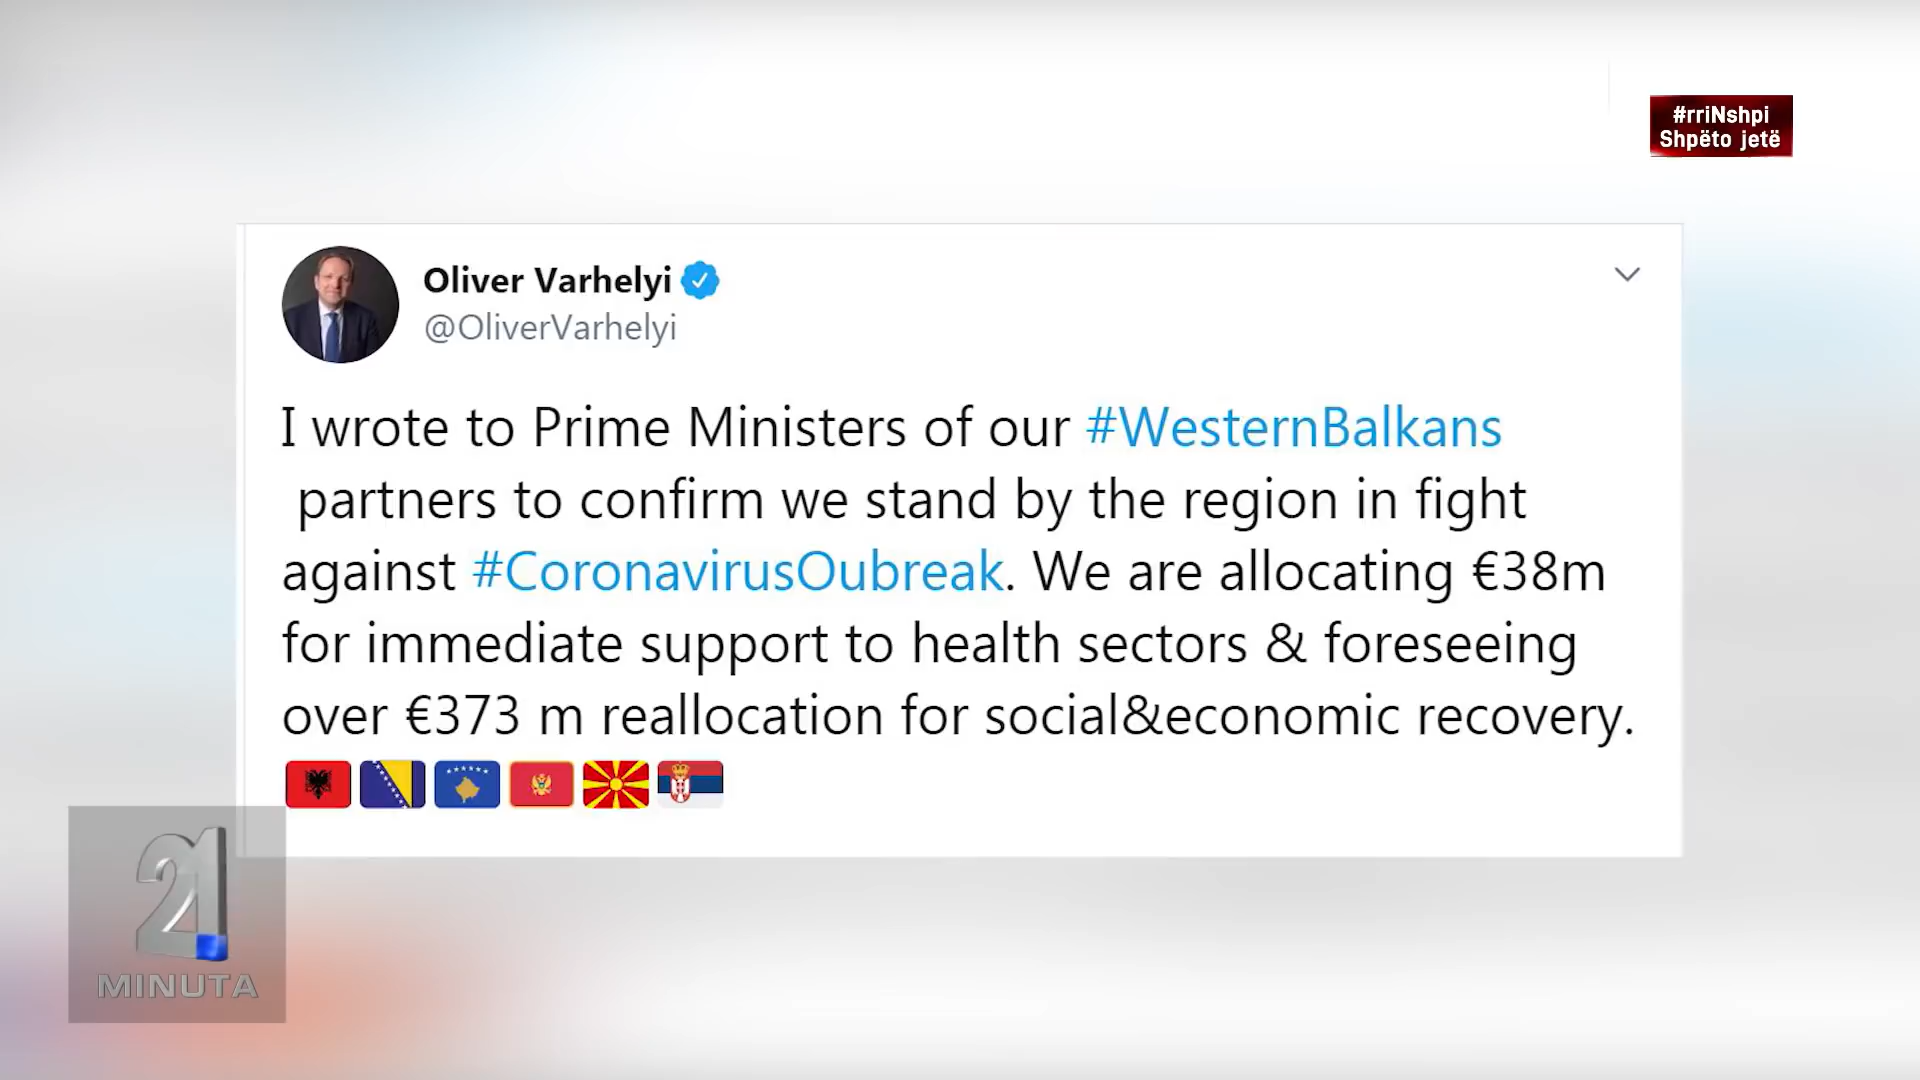 #rriNshpi
Shpëto jetë
Oliver Varhelyi
@OliverVarhelyi
I wrote to Prime Ministers of our #WesternBalkans
partners to confirm we stand by the region in fight
against #CoronavirusOubreak. We are allocating €38m
for immediate support to health sectors & foreseeing
over €373 m reallocation for social&economic recovery.
21
MINUTA